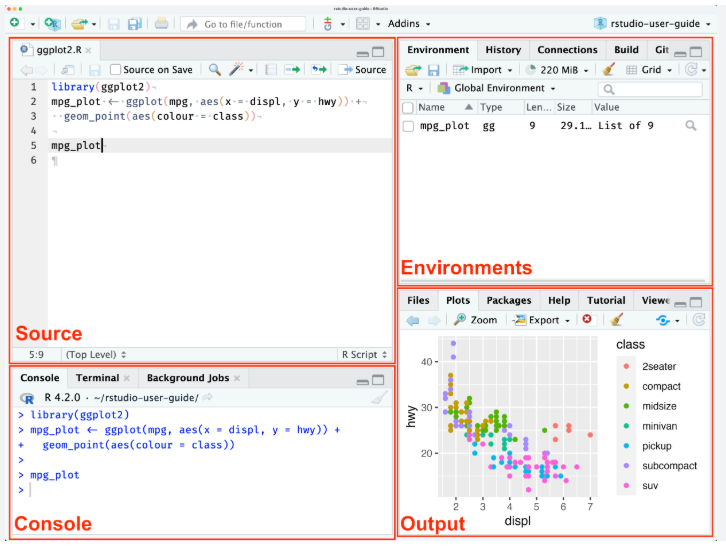 rstudio-user-guide - RStudio
Go to file/function
Addins
rstudio-user-guide
ggplot2.R
Source on Save
Source
1 library(ggplot2)¬
2 mpg_plot·←·ggplot(mpg,·aes(x·=·displ,·y·=·hwy))·+¬
3 ··geom_point(aes(colour·=·class))¬
4 ¬
5 mpg_plot¬
6 ¶
Source
5:9 (Top Level) R Script
Console Terminal Background Jobs
R 4.2.0 · ~/rstudio-user-guide/
> library(ggplot2)
> mpg_plot ← ggplot(mpg, aes(x = displ, y = hwy)) +
+   geom_point(aes(colour = class))
>
> mpg_plot
>
Console
Environment History Connections Build Git
Import 220 MiB Grid
R Global Environment
Name Type Len... Size Value
mpg_plot gg 9 29.1… List of 9
Environments
Files Plots Packages Help Tutorial Viewe
Zoom Export
hwy
40
30
20
2 3 4 5 6 7
displ
class
2seater
compact
midsize
minivan
pickup
subcompact
suv
Output